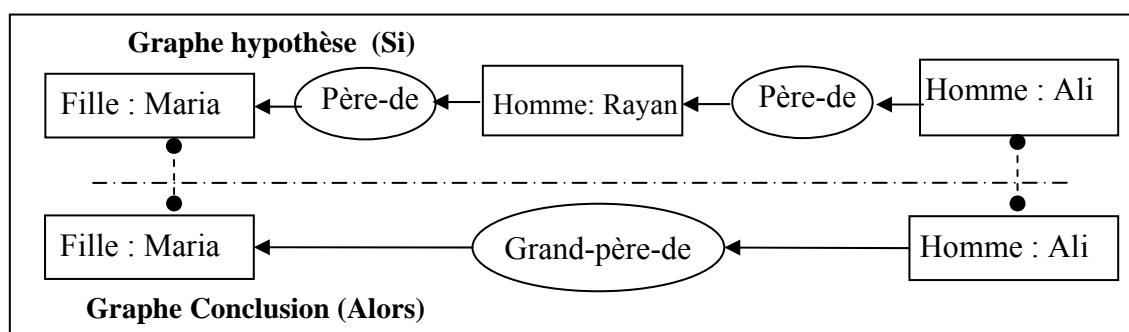 Graphe hypothèse (Si)
Fille : Maria
Père-de
Homme: Rayan
Père-de
Homme : Ali
Fille : Maria
Grand-père-de
Homme : Ali
Graphe Conclusion (Alors)